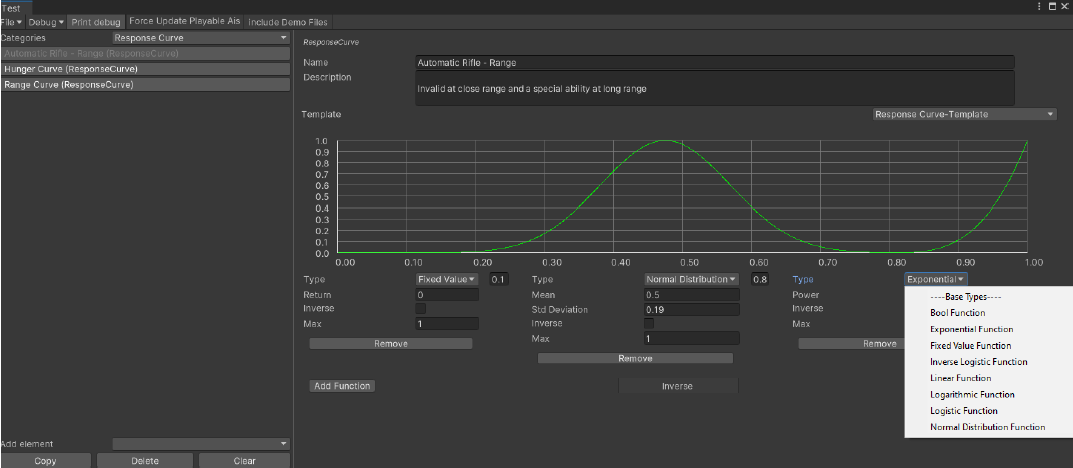 Test
File Debug Print debug Force Update Playable Ais Include Demo Files
Categories Response Curve
Automatic Rifle - Range (ResponseCurve)
Hunger Curve (ResponseCurve)
Range Curve (ResponseCurve)
Add element
Copy Delete Clear
ResponseCurve
Name Automatic Rifle - Range
Description
Invalid at close range and a special ability at long range
Template Response Curve-Template
1.0
0.9
0.8
0.7
0.6
0.5
0.4
0.3
0.2
0.1
0.0
0.00 0.10 0.20 0.30 0.40 0.50 0.60 0.70 0.80 0.90 1.00
Type Fixed Value 0.1
Return 0
Inverse
Max 1
Remove
Type Normal Distribution 0.8
Mean 0.5
Std Deviation 0.19
Inverse
Max 1
Remove
Type Exponential
Power
Inverse
Max
Remove
Add Function Inverse
----Base Types----
Bool Function
Exponential Function
Fixed Value Function
Inverse Logistic Function
Linear Function
Logarithmic Function
Logistic Function
Normal Distribution Function